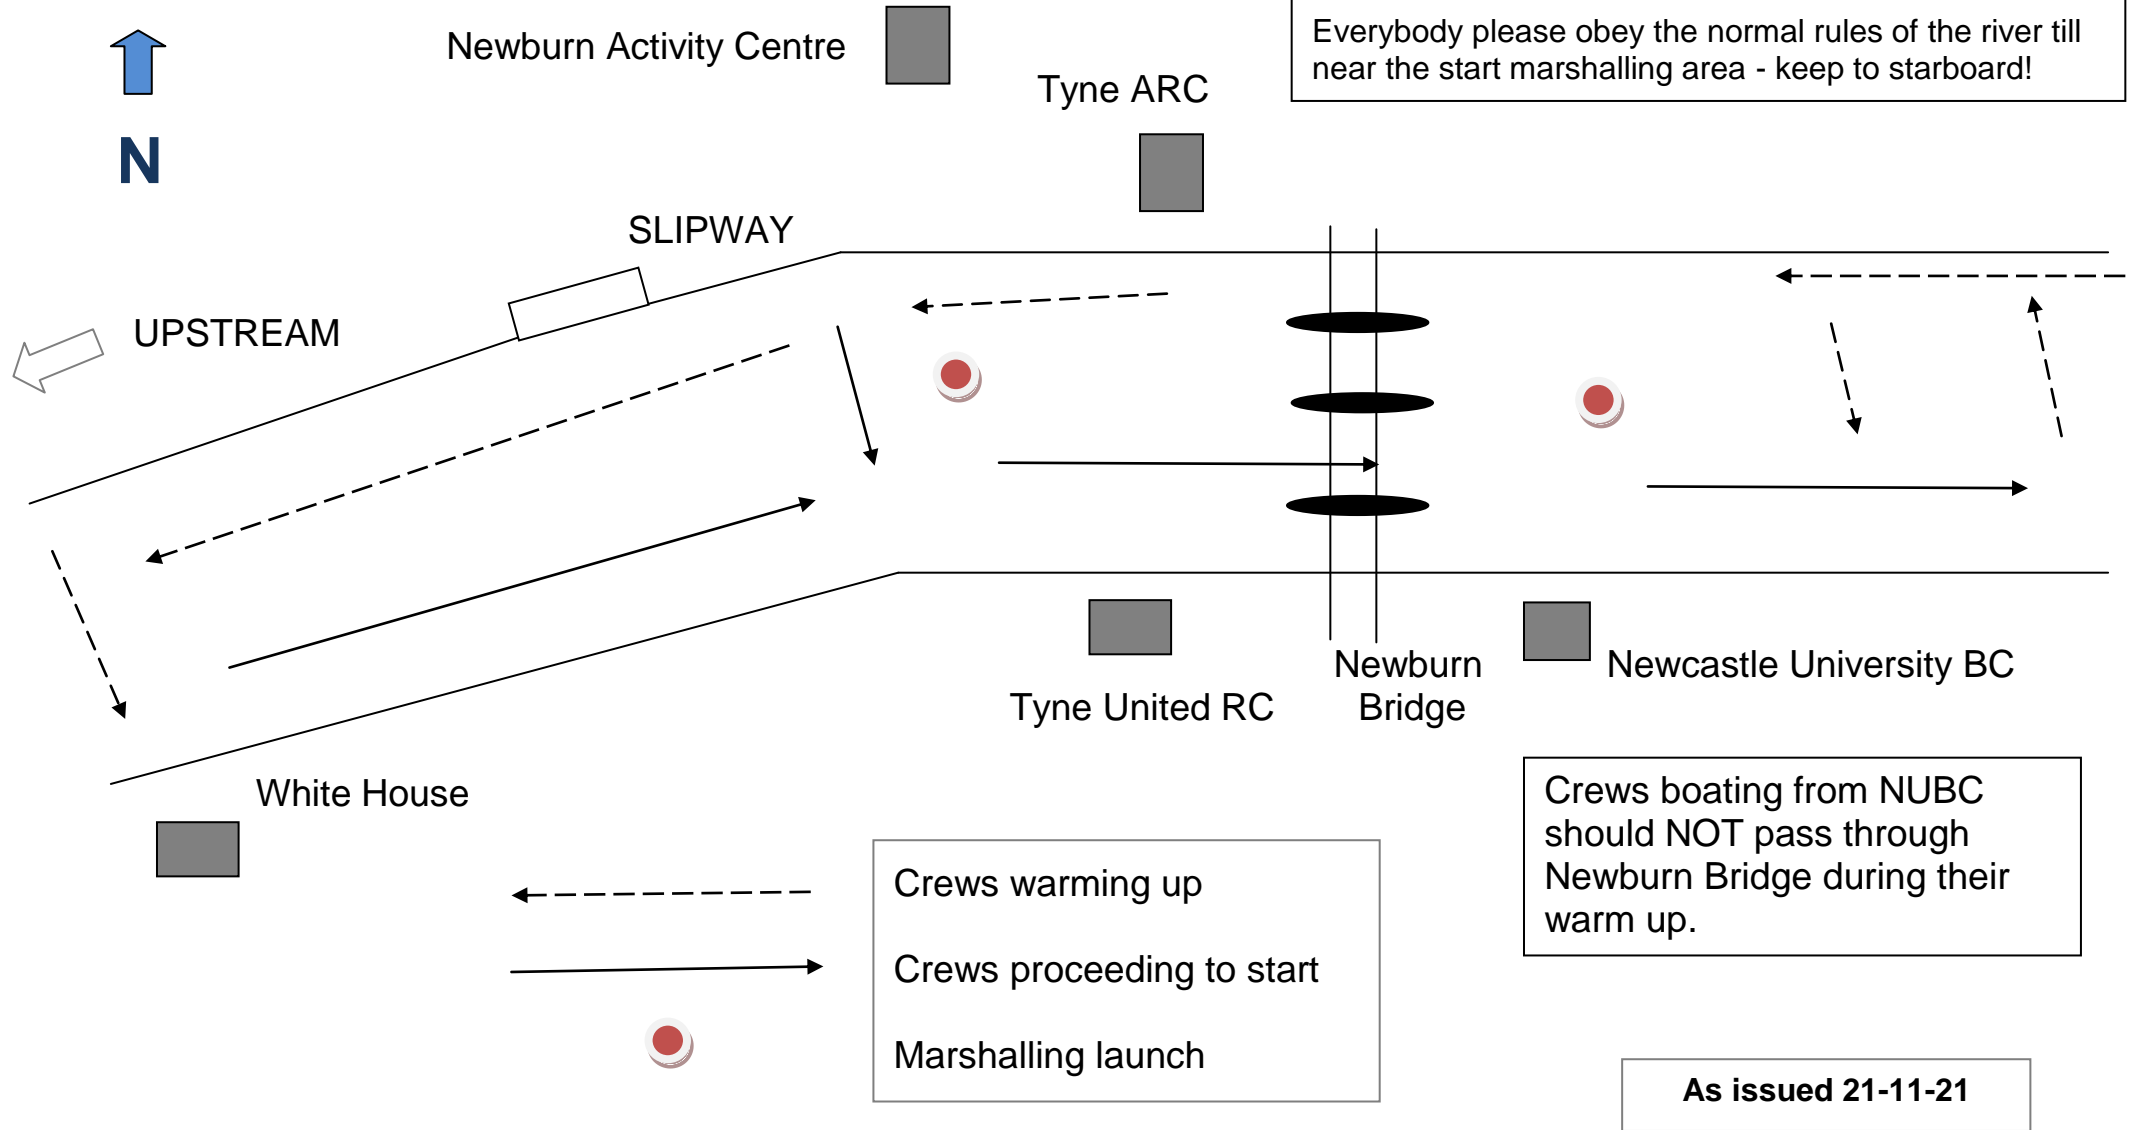 Newburn Activity Centre
Everybody please obey the normal rules of the river till
near the start marshalling area - keep to starboard!
Tyne ARC
N
SLIPWAY
UPSTREAM
Newburn
Bridge
Newcastle University BC
Tyne United RC
White House
Crews boating from NUBC
should NOT pass through
Newburn Bridge during their
warm up.
Crews warming up
Crews proceeding to start
Marshalling launch
As issued 21-11-21